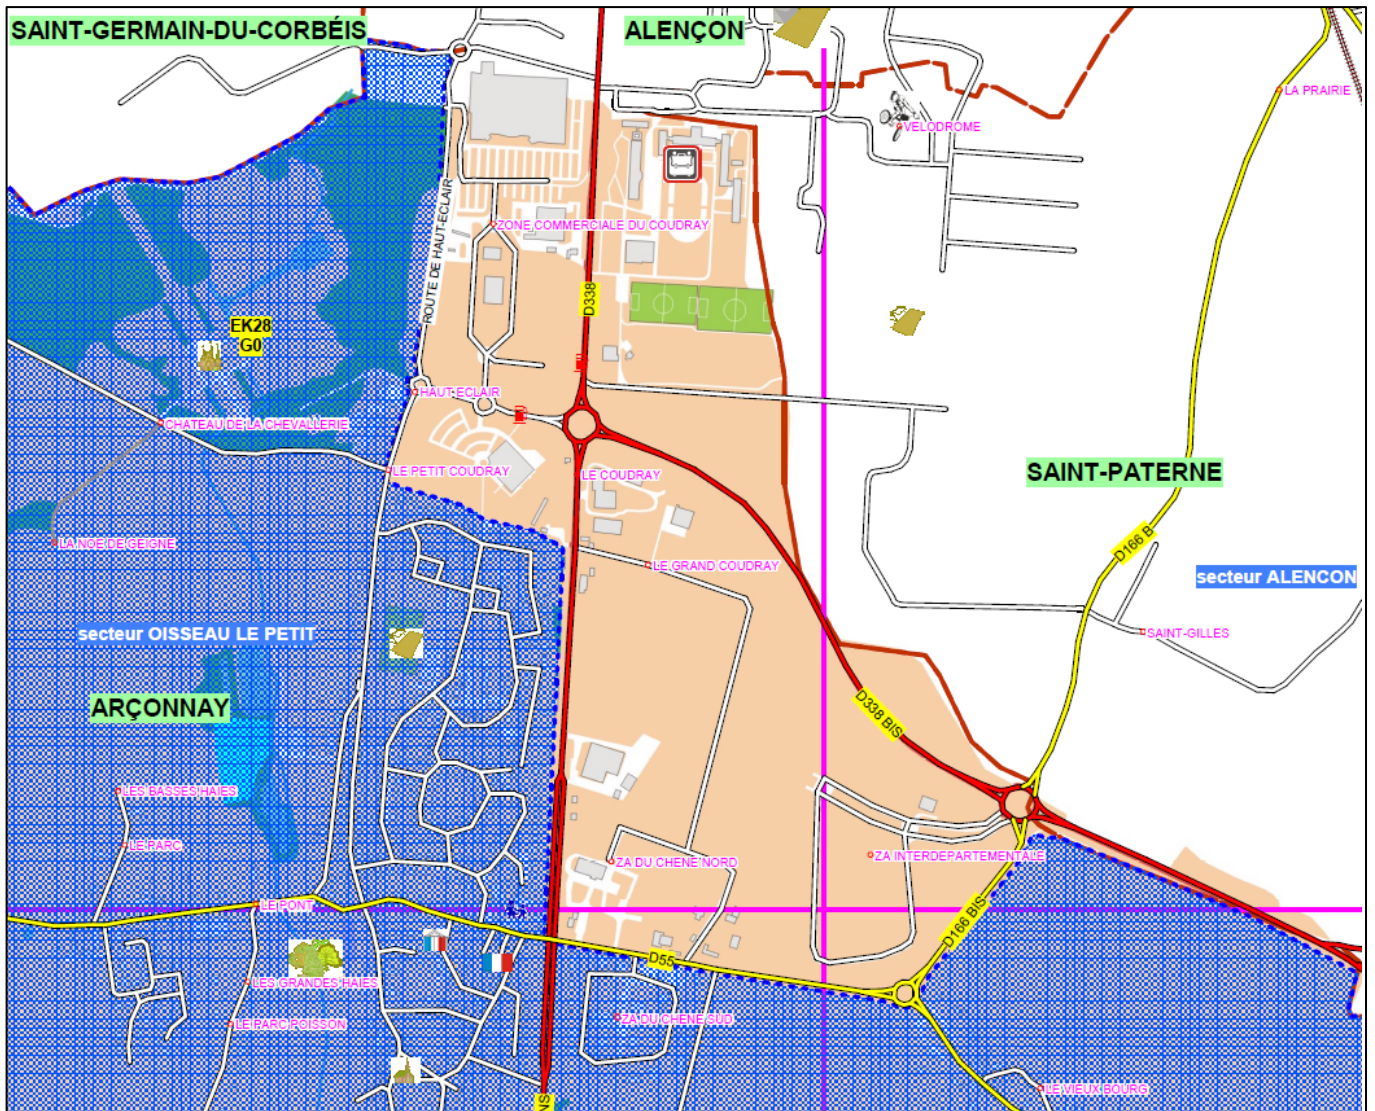 SAINT-GERMAIN-DU-CORBÉIS
ALENÇON
LA PRAIRIE
VELODROME
ROUTE DE HAUT-ECLAIR
ZONE COMMERCIALE DU COUDRAY
D338
EK28
G0
HAUT ECLAIR
CHATEAU DE LA CHEVALLERIE
LE PETIT COUDRAY
LE COUDRAY
SAINT-PATERNE
LA NOE DE GEIGNE
D166 B
LE GRAND COUDRAY
secteur ALENCON
secteur OISSEAU LE PETIT
SAINT-GILLES
ARÇONNAY
D338 BIS
LES BASSES HAIES
LE PARC
ZA DU CHENE NORD
ZA INTERDEPARTEMENTALE
LE PONT
D166 BIS
D55
LES GRANDES HAIES
LE PARC POISSON
ZA DU CHENE SUD
LE VIEUX BOURG
NS